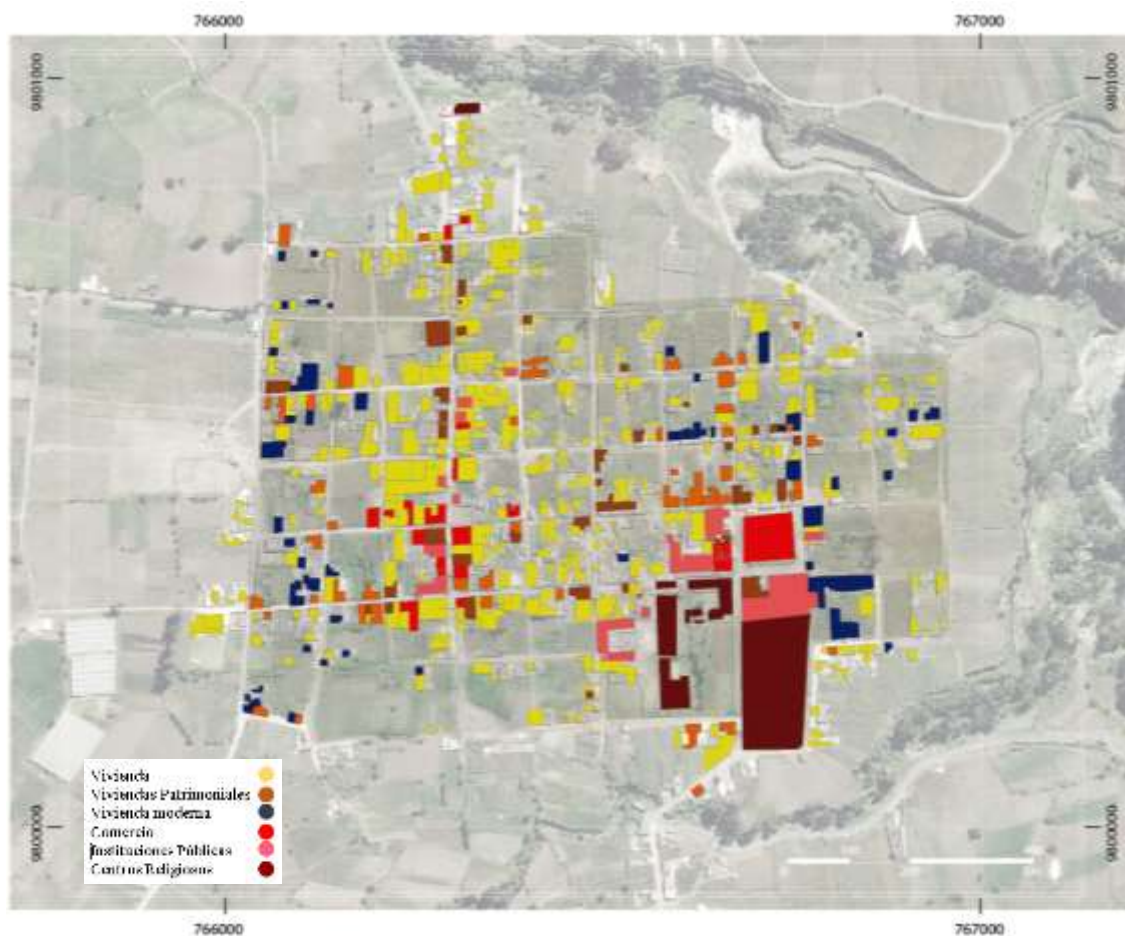 766000
767000
9801000
9801000
Vivienda
Viviendas Patrimoniales
Vivienda moderna
Comercio
Instituciones Públicas
Centros Religiosos
9800000
9800000
766000
767000